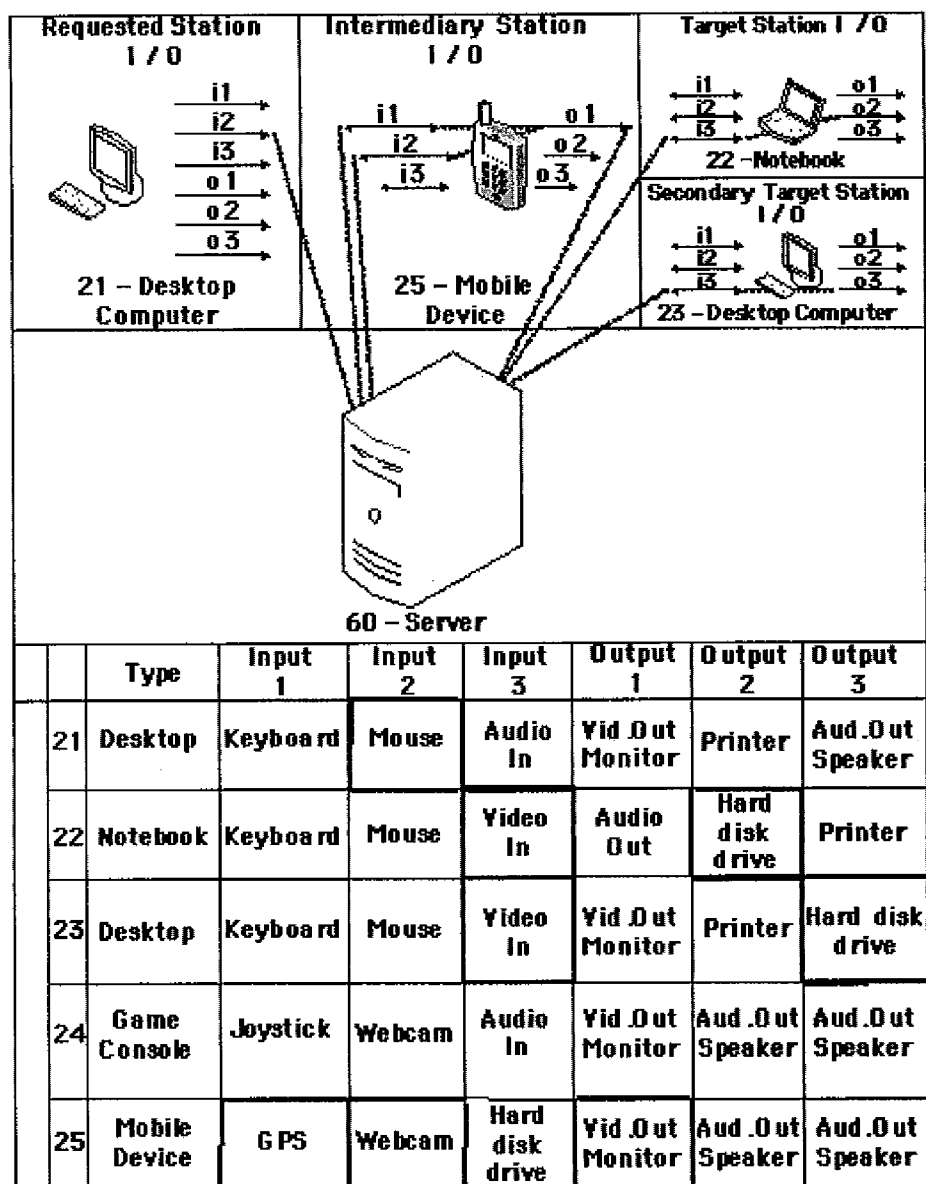 Requested Station
I / O
i1
i2
i3
o1
o2
o3
21 – Desktop
Computer
Intermediary Station
I / O
i1
i2
i3
o1
o2
o3
25 – Mobile
Device
Target Station I / O
i1
i2
i3
o1
o2
o3
22 – Notebook
Secondary Target Station
I / O
i1
i2
i3
o1
o2
o3
23 – Desktop Computer
60 – Server
Type Input 1 Input 2 Input 3 Output 1 Output 2 Output 3
21 Desktop Keyboard Mouse Audio In Vid.Out Monitor Printer Aud.Out Speaker
22 Notebook Keyboard Mouse Video In Audio Out Hard disk drive Printer
23 Desktop Keyboard Mouse Video In Vid.Out Monitor Printer Hard disk drive
24 Game Console Joystick Webcam Audio In Vid.Out Monitor Aud.Out Speaker Aud.Out Speaker
25 Mobile Device GPS Webcam Hard disk drive Vid.Out Monitor Aud.Out Speaker Aud.Out Speaker